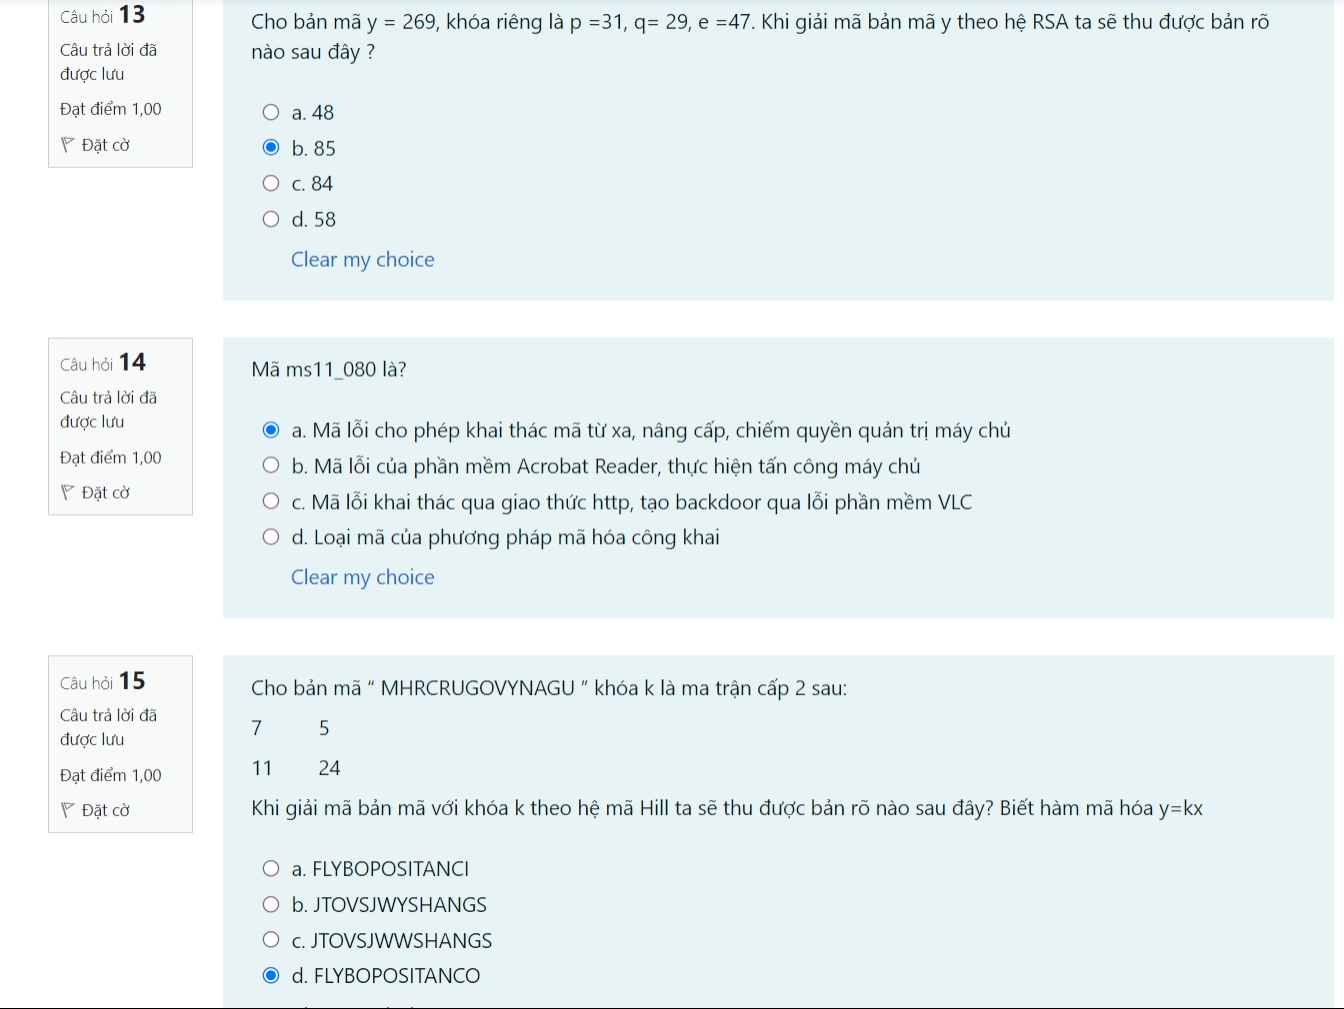 Câu hỏi 13
Câu trả lời đã
được lưu
Đạt điểm 1,00
Đặt cờ
Cho bản mã y = 269, khóa riêng là p =31, q= 29, e =47. Khi giải mã bản mã y theo hệ RSA ta sẽ thu được bản rõ
nào sau đây ?
a. 48
b. 85
c. 84
d. 58
Clear my choice
Câu hỏi 14
Câu trả lời đã
được lưu
Đạt điểm 1,00
Đặt cờ
Mã ms11_080 là?
a. Mã lỗi cho phép khai thác mã từ xa, nâng cấp, chiếm quyền quản trị máy chủ
b. Mã lỗi của phần mềm Acrobat Reader, thực hiện tấn công máy chủ
c. Mã lỗi khai thác qua giao thức http, tạo backdoor qua lỗi phần mềm VLC
d. Loại mã của phương pháp mã hóa công khai
Clear my choice
Câu hỏi 15
Câu trả lời đã
được lưu
Đạt điểm 1,00
Đặt cờ
Cho bản mã “ MHRCRUGOVYNAGU ” khóa k là ma trận cấp 2 sau:
7 5
11 24
Khi giải mã bản mã với khóa k theo hệ mã Hill ta sẽ thu được bản rõ nào sau đây? Biết hàm mã hóa y=kx
a. FLYBOPOSITANCI
b. JTOVSJWYSHANGS
c. JTOVSJWWSHANGS
d. FLYBOPOSITANCO